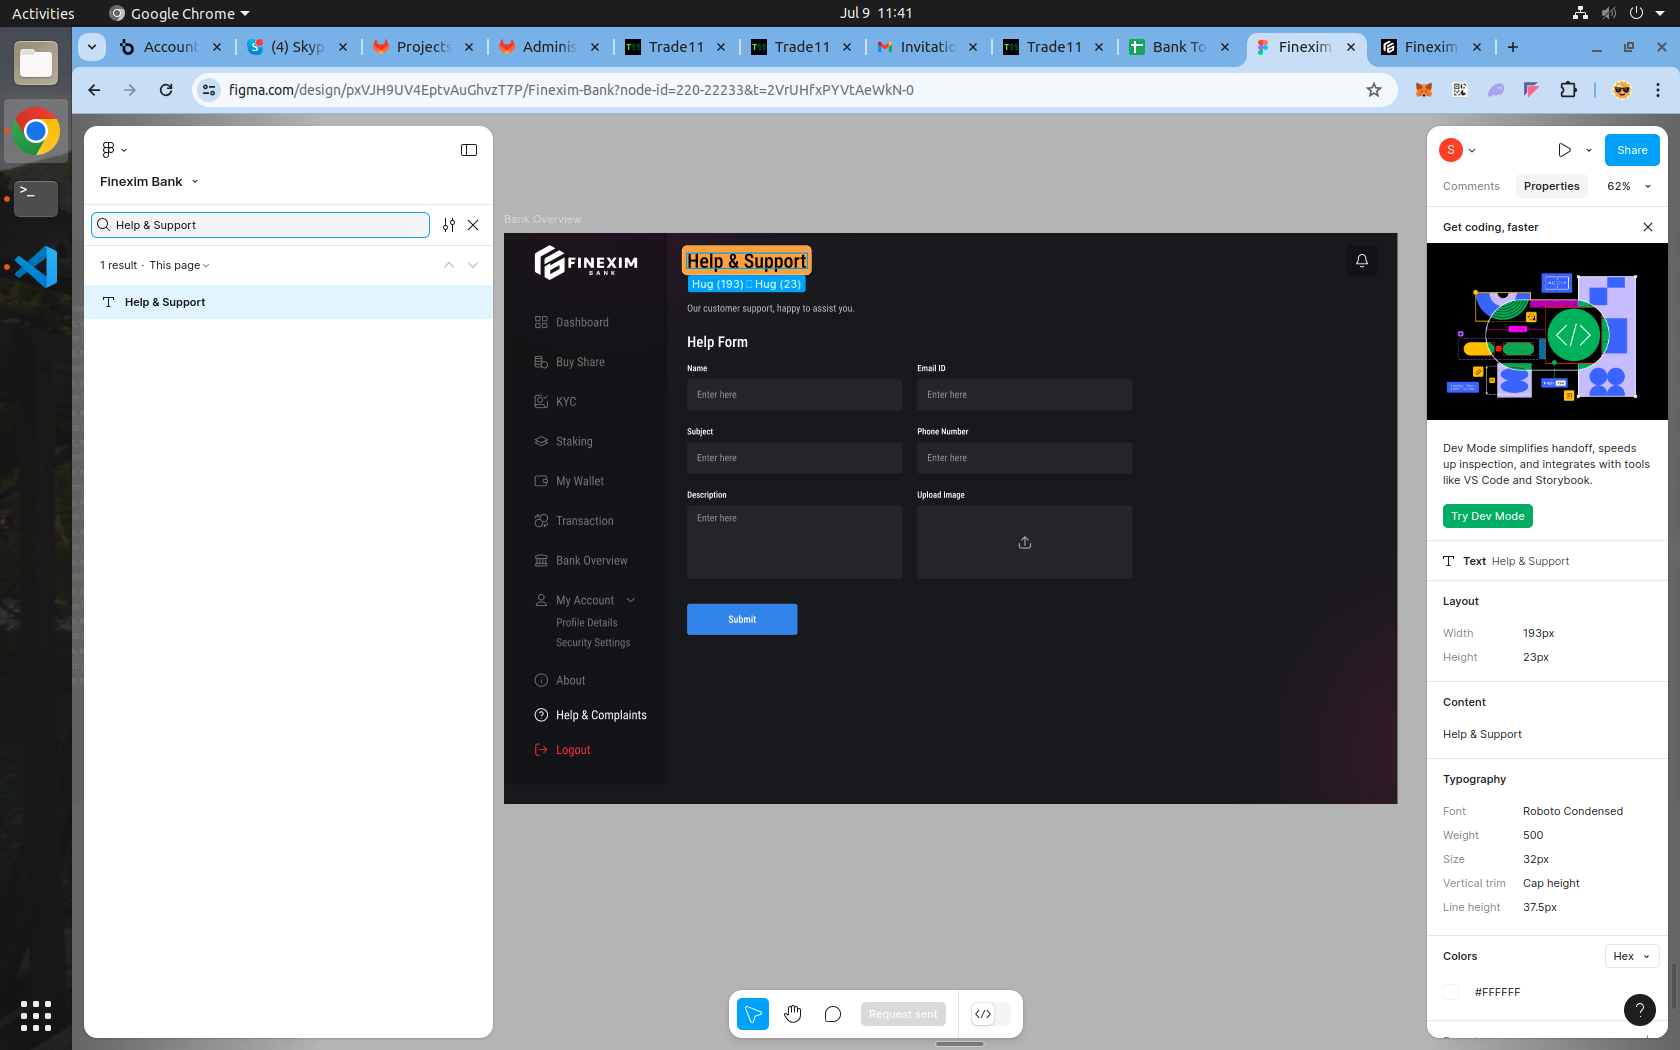 Activities
Google Chrome
Jul 9 11:41
Account
(4) Skyp
Projects
Adminis
Trade11
Trade11
Invitatio
Trade11
Bank To
Finexim
Finexim
figma.com/design/pxVJH9UV4EptvAuGhvzT7P/Finexim-Bank?node-id=220-22233&t=2VrUHfxPYVtAeWkN-0
Finexim Bank
Help & Support
1 result · This page
Help & Support
Bank Overview
FINEXIM
BANK
Dashboard
Buy Share
KYC
Staking
My Wallet
Transaction
Bank Overview
My Account
Profile Details
Security Settings
About
Help & Complaints
Logout
Help & Support
Hug (193) Hug (23)
Our customer support, happy to assist you.
Help Form
Name
Email ID
Enter here
Enter here
Subject
Phone Number
Enter here
Enter here
Description
Upload Image
Enter here
Submit
Request sent
S
Share
Comments
Properties
62%
Get coding, faster
Dev Mode simplifies handoff, speeds
up inspection, and integrates with tools
like VS Code and Storybook.
Try Dev Mode
Text Help & Support
Layout
Width 193px
Height 23px
Content
Help & Support
Typography
Font Roboto Condensed
Weight 500
Size 32px
Vertical trim Cap height
Line height 37.5px
Colors
Hex
#FFFFFF
?